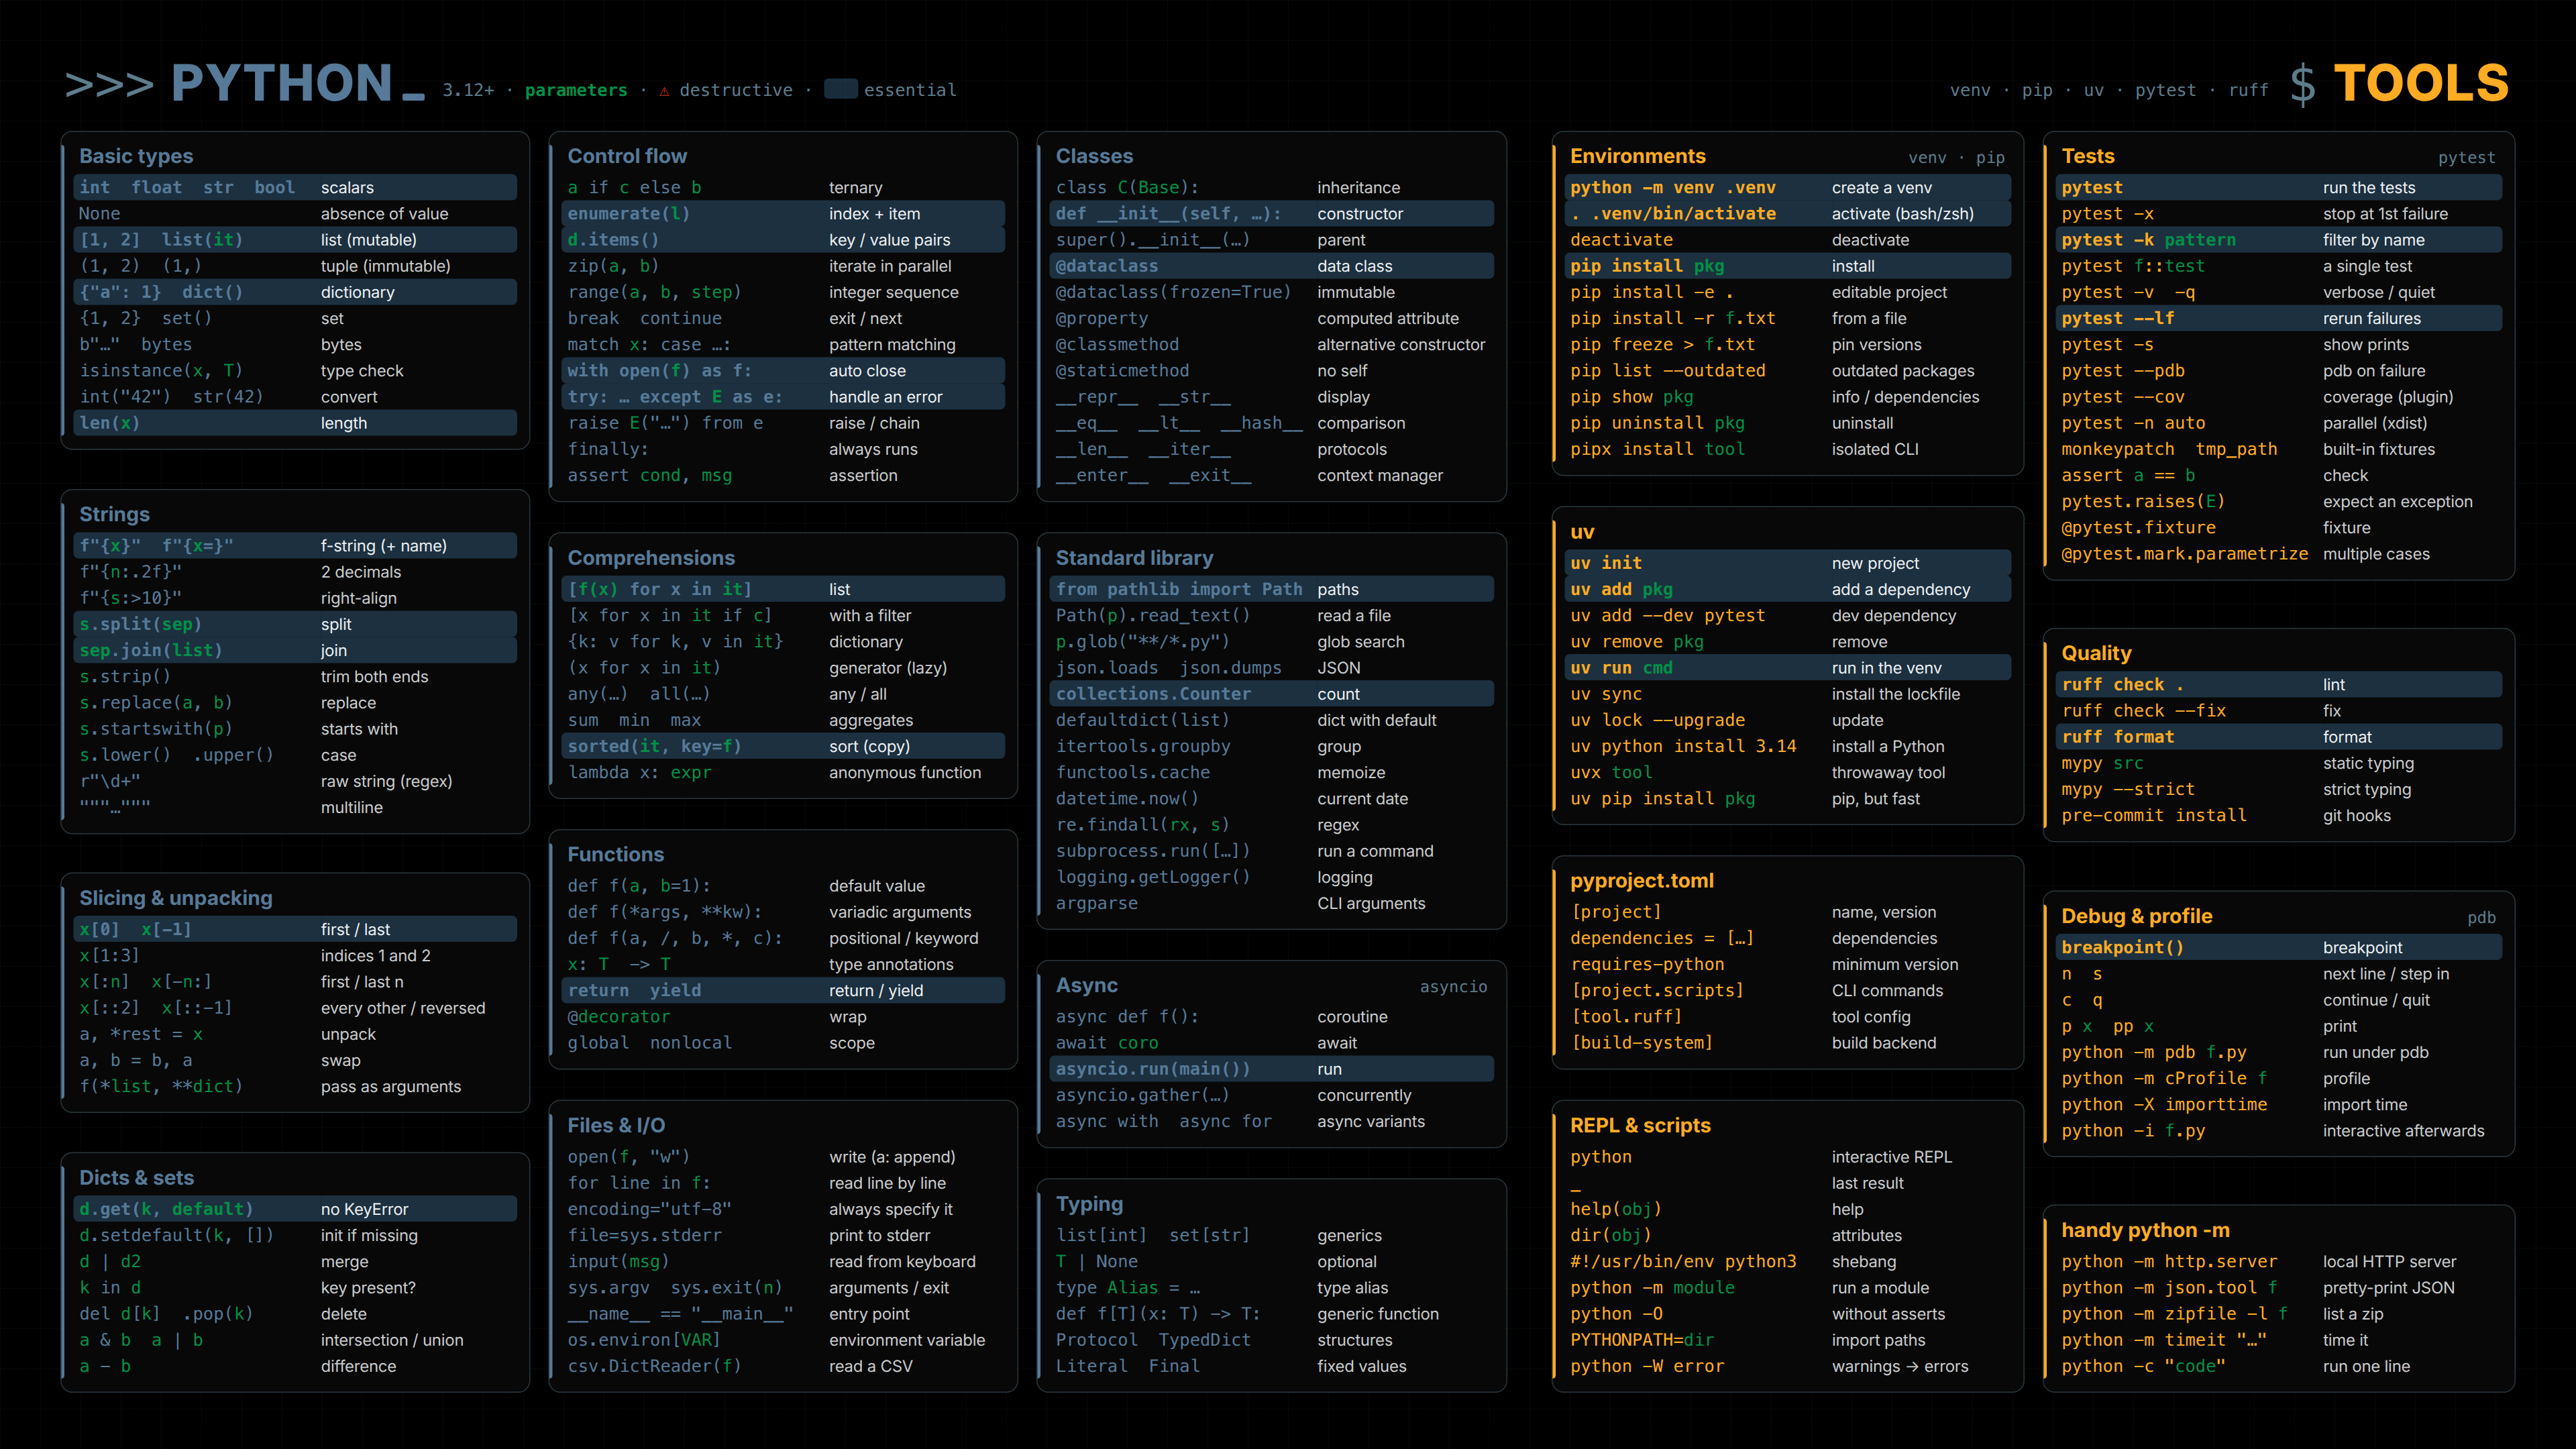 >>> PYTHON_ 3.12+ · parameters · ⚠ destructive · essential
venv · pip · uv · pytest · ruff $ TOOLS
Basic types
int float str bool scalars
None absence of value
[1, 2] list(it) list (mutable)
(1, 2) (1,) tuple (immutable)
{"a": 1} dict() dictionary
{1, 2} set() set
b"…" bytes bytes
isinstance(x, T) type check
int("42") str(42) convert
len(x) length
Strings
f"{x}" f"{x=}" f-string (+ name)
f"{n:.2f}" 2 decimals
f"{s:>10}" right-align
s.split(sep) split
sep.join(list) join
s.strip() trim both ends
s.replace(a, b) replace
s.startswith(p) starts with
s.lower() .upper() case
r"\d+" raw string (regex)
"""…""" multiline
Slicing & unpacking
x[0] x[-1] first / last
x[1:3] indices 1 and 2
x[:n] x[-n:] first / last n
x[::2] x[::-1] every other / reversed
a, *rest = x unpack
a, b = b, a swap
f(*list, **dict) pass as arguments
Dicts & sets
d.get(k, default) no KeyError
d.setdefault(k, []) init if missing
d | d2 merge
k in d key present?
del d[k] .pop(k) delete
a & b a | b intersection / union
a - b difference
Control flow
a if c else b ternary
enumerate(l) index + item
d.items() key / value pairs
zip(a, b) iterate in parallel
range(a, b, step) integer sequence
break continue exit / next
match x: case …: pattern matching
with open(f) as f: auto close
try: … except E as e: handle an error
raise E("…") from e raise / chain
finally: always runs
assert cond, msg assertion
Comprehensions
[f(x) for x in it] list
[x for x in it if c] with a filter
{k: v for k, v in it} dictionary
(x for x in it) generator (lazy)
any(…) all(…) any / all
sum min max aggregates
sorted(it, key=f) sort (copy)
lambda x: expr anonymous function
Functions
def f(a, b=1): default value
def f(*args, **kw): variadic arguments
def f(a, /, b, *, c): positional / keyword
x: T -> T type annotations
return yield return / yield
@decorator wrap
global nonlocal scope
Files & I/O
open(f, "w") write (a: append)
for line in f: read line by line
encoding="utf-8" always specify it
file=sys.stderr print to stderr
input(msg) read from keyboard
sys.argv sys.exit(n) arguments / exit
__name__ == "__main__" entry point
os.environ[VAR] environment variable
csv.DictReader(f) read a CSV
Classes
class C(Base): inheritance
def __init__(self, …): constructor
super().__init__(…) parent
@dataclass data class
@dataclass(frozen=True) immutable
@property computed attribute
@classmethod alternative constructor
@staticmethod no self
__repr__ __str__ display
__eq__ __lt__ __hash__ comparison
__len__ __iter__ protocols
__enter__ __exit__ context manager
Standard library
from pathlib import Path paths
Path(p).read_text() read a file
p.glob("**/*.py") glob search
json.loads json.dumps JSON
collections.Counter count
defaultdict(list) dict with default
itertools.groupby group
functools.cache memoize
datetime.now() current date
re.findall(rx, s) regex
subprocess.run([…]) run a command
logging.getLogger() logging
argparse CLI arguments
Async asyncio
async def f(): coroutine
await coro await
asyncio.run(main()) run
asyncio.gather(…) concurrently
async with async for async variants
Typing
list[int] set[str] generics
T | None optional
type Alias = … type alias
def f[T](x: T) -> T: generic function
Protocol TypedDict structures
Literal Final fixed values
Environments venv · pip
python -m venv .venv create a venv
. .venv/bin/activate activate (bash/zsh)
deactivate deactivate
pip install pkg install
pip install -e . editable project
pip install -r f.txt from a file
pip freeze > f.txt pin versions
pip list --outdated outdated packages
pip show pkg info / dependencies
pip uninstall pkg uninstall
pipx install tool isolated CLI
uv
uv init new project
uv add pkg add a dependency
uv add --dev pytest dev dependency
uv remove pkg remove
uv run cmd run in the venv
uv sync install the lockfile
uv lock --upgrade update
uv python install 3.14 install a Python
uvx tool throwaway tool
uv pip install pkg pip, but fast
pyproject.toml
[project] name, version
dependencies = […] dependencies
requires-python minimum version
[project.scripts] CLI commands
[tool.ruff] tool config
[build-system] build backend
REPL & scripts
python interactive REPL
_ last result
help(obj) help
dir(obj) attributes
#!/usr/bin/env python3 shebang
python -m module run a module
python -O without asserts
PYTHONPATH=dir import paths
python -W error warnings → errors
Tests pytest
pytest run the tests
pytest -x stop at 1st failure
pytest -k pattern filter by name
pytest f::test a single test
pytest -v -q verbose / quiet
pytest --lf rerun failures
pytest -s show prints
pytest --pdb pdb on failure
pytest --cov coverage (plugin)
pytest -n auto parallel (xdist)
monkeypatch tmp_path built-in fixtures
assert a == b check
pytest.raises(E) expect an exception
@pytest.fixture fixture
@pytest.mark.parametrize multiple cases
Quality
ruff check . lint
ruff check --fix fix
ruff format format
mypy src static typing
mypy --strict strict typing
pre-commit install git hooks
Debug & profile pdb
breakpoint() breakpoint
n s next line / step in
c q continue / quit
p x pp x print
python -m pdb f.py run under pdb
python -m cProfile f profile
python -X importtime import time
python -i f.py interactive afterwards
handy python -m
python -m http.server local HTTP server
python -m json.tool f pretty-print JSON
python -m zipfile -l f list a zip
python -m timeit "…" time it
python -c "code" run one line